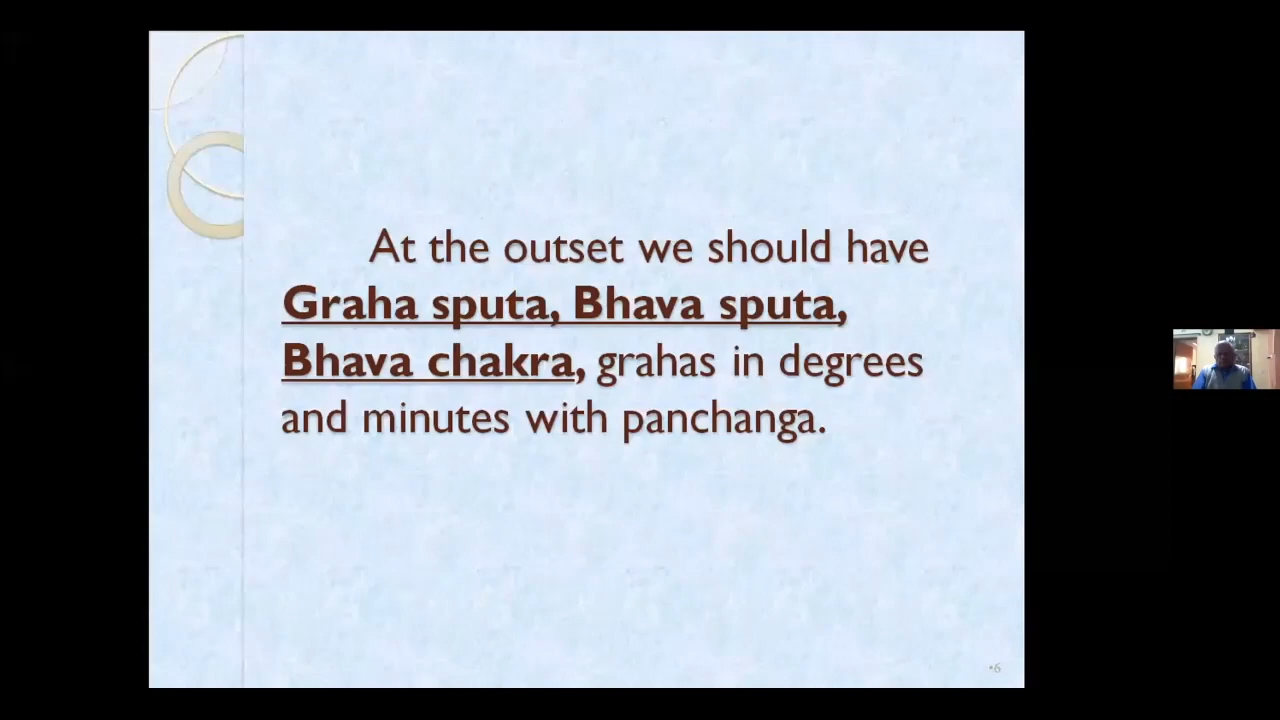 At the outset we should have
Graha sputa, Bhava sputa,
Bhava chakra, grahas in degrees
and minutes with panchanga.
•6